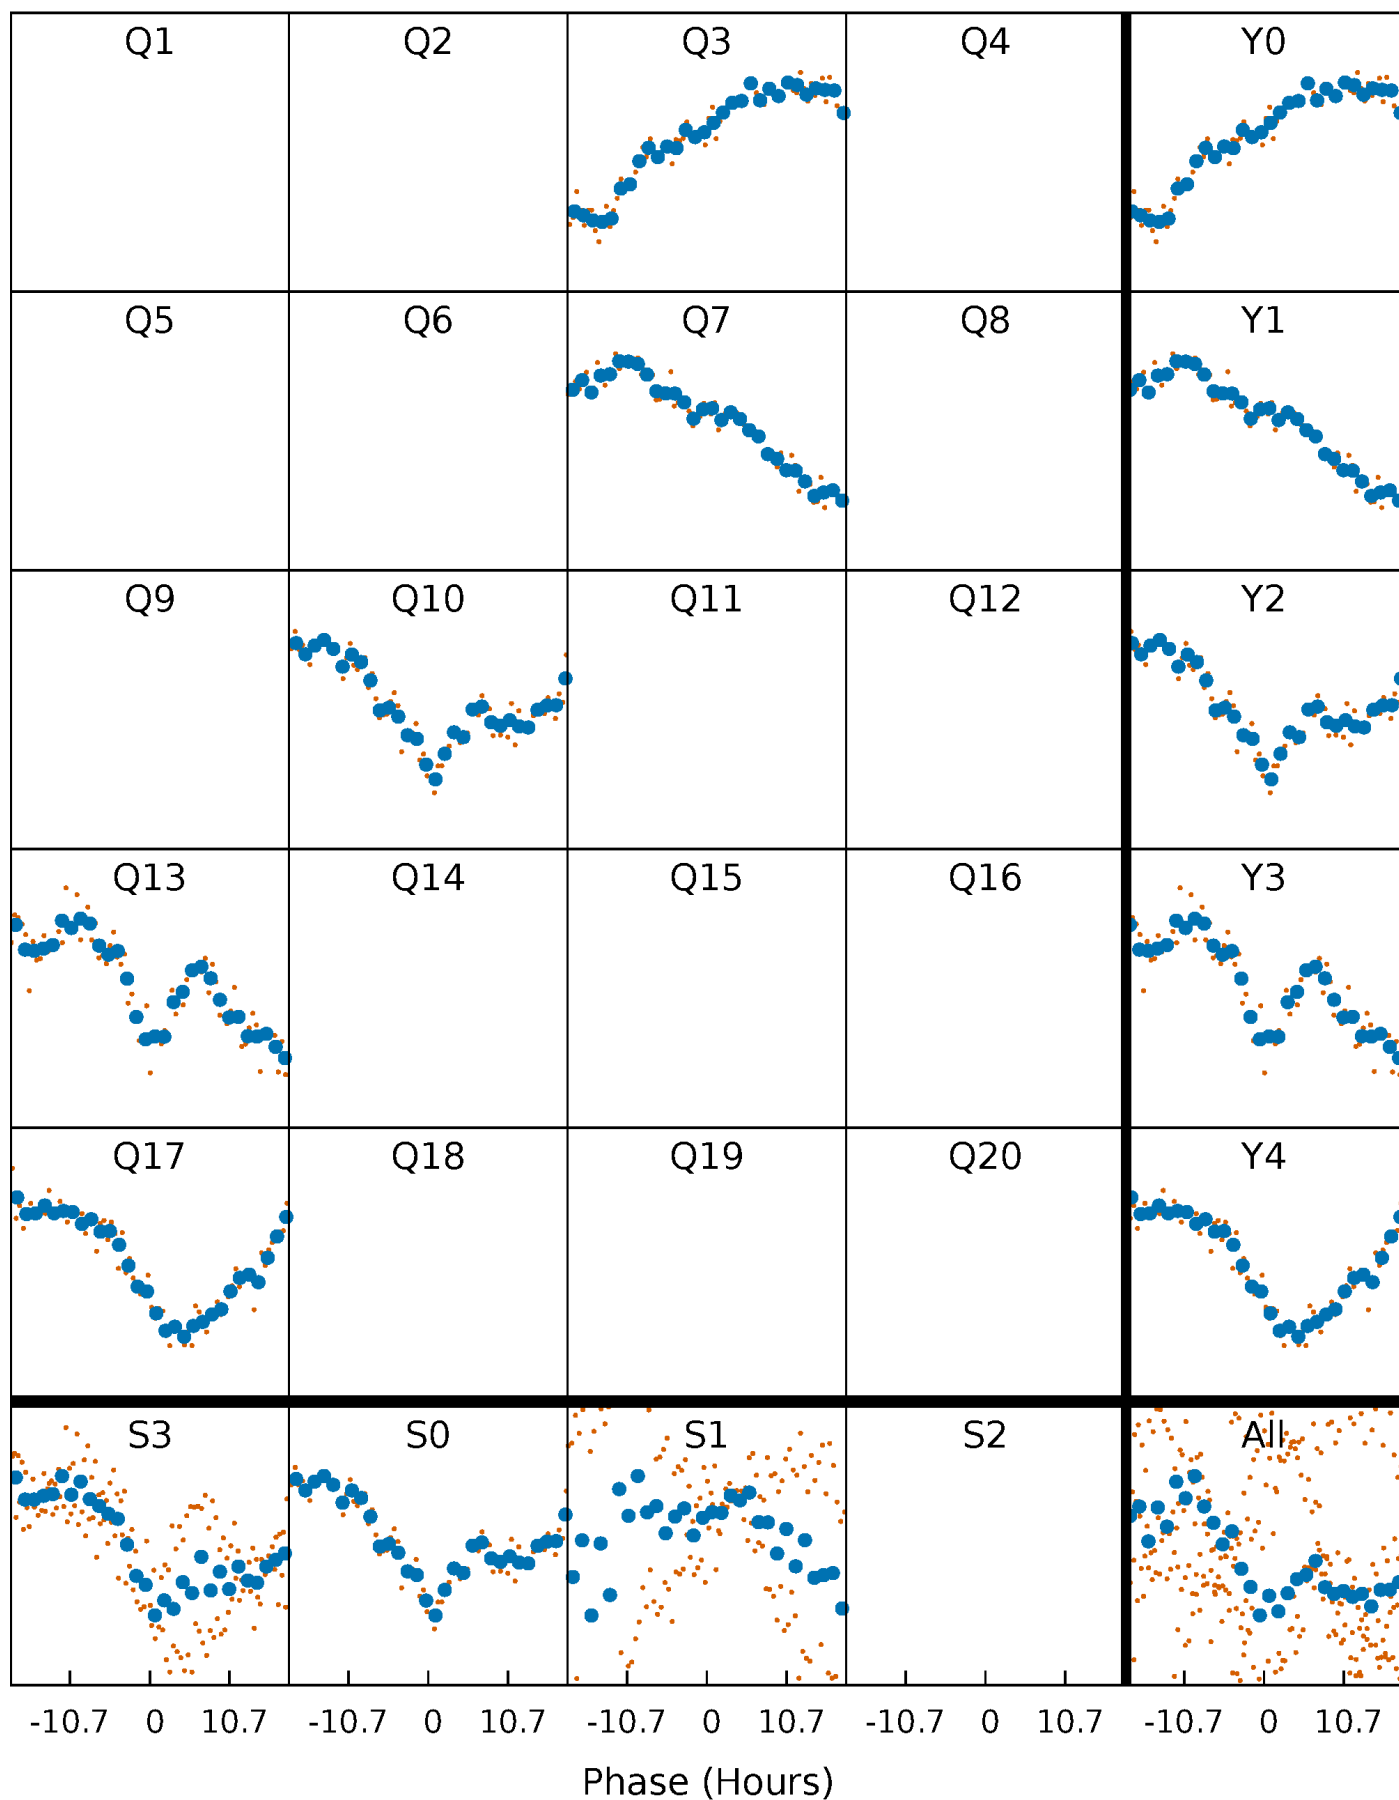 Q1 Q2 Q3 Q4 Y0
Q5 Q6 Q7 Q8 Y1
Q9 Q10 Q11 Q12 Y2
Q13 Q14 Q15 Q16 Y3
Q17 Q18 Q19 Q20 Y4
S3 S0 S1 S2 All
-10.7 0 10.7 -10.7 0 10.7 -10.7 0 10.7 -10.7 0 10.7 -10.7 0 10.7
Phase (Hours)